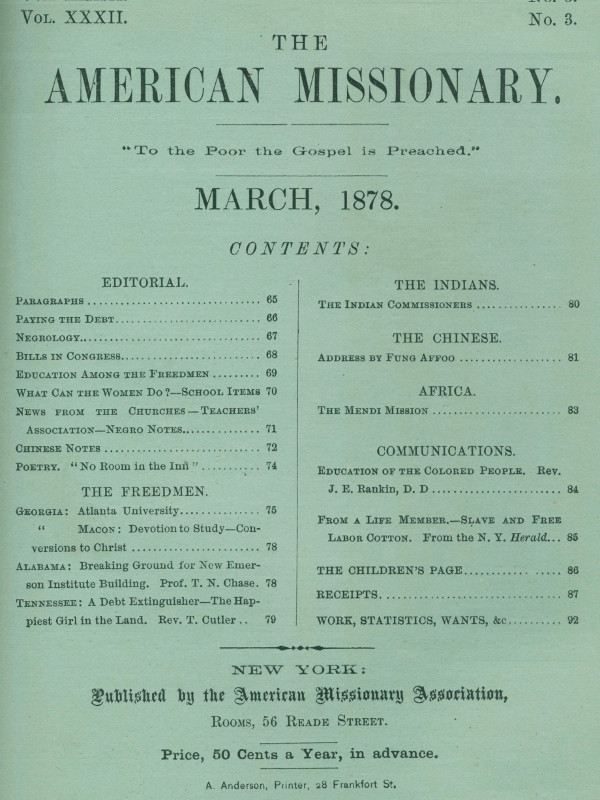 VOL. XXXII.
No. 3.
THE
AMERICAN MISSIONARY.
"To the Poor the Gospel is Preached."
MARCH, 1878.
CONTENTS:
EDITORIAL.
PARAGRAPHS .............................. 65
PAYING THE DEBT......................... 66
NEGROLOGY............................... 67
BILLS IN CONGRESS........................ 68
EDUCATION AMONG THE FREEDMEN ......... 69
WHAT CAN THE WOMEN DO?—SCHOOL ITEMS 70
NEWS FROM THE CHURCHES—TEACHERS'
ASSOCIATION—NEGRO NOTES.............. 71
CHINESE NOTES ........................... 72
POETRY. "No Room in the Inn" .......... 74
THE FREEDMEN.
GEORGIA: Atlanta University.............. 75
" MACON: Devotion to Study—Con-
versions to Christ ...................... 78
ALABAMA: Breaking Ground for New Emer-
son Institute Building. Prof. T. N. Chase. 78
TENNESSEE: A Debt Extinguisher—The Hap-
piest Girl in the Land. Rev. T. Cutler .. 79
THE INDIANS.
THE INDIAN COMMISSIONERS ............... 80
THE CHINESE.
ADDRESS BY FUNG AFFOO .................. 81
AFRICA.
THE MENDI MISSION ....................... 83
COMMUNICATIONS.
EDUCATION OF THE COLORED PEOPLE. Rev.
J. E. Rankin, D. D ....................... 84
FROM A LIFE MEMBER.—SLAVE AND FREE
LABOR COTTON. From the N. Y. Herald... 85
THE CHILDREN'S PAGE................. 86
RECEIPTS................................ 87
WORK, STATISTICS, WANTS, &c.......... 92
NEW YORK:
Published by the American Missionary Association,
ROOMS, 56 READE STREET.
Price, 50 Cents a Year, in advance.
A. Anderson, Printer, 28 Frankfort St.